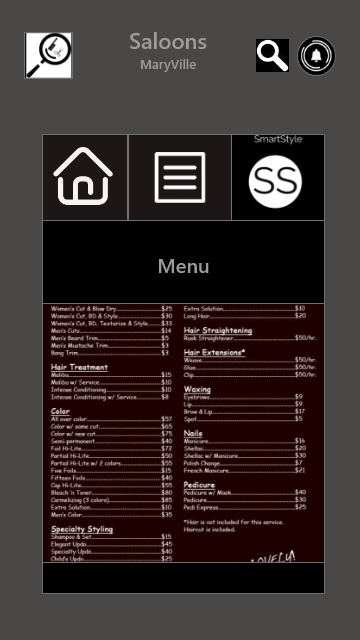 Saloons
MaryVille
SmartStyle
SS
Menu
Women's Cut & Blow Dry $25
Women's Cut, BD & Style $30
Women's Cut, BD, Texturize & Style $33
Men's Cuts $14
Men's Beard Trim $5
Men's Mustache Trim $3
Bang Trim $3
Hair Treatment
Malibu $15
Malibu w/ Service $10
Intense Conditioning $10
Intense Conditioning w/ Service $8
Color
All over color $57
Color w/ same cut $65
Color w/ new cut $75
Semi-permanent $40
Foil Hi-Lite $72
Partial Hi-Lite $50
Partial Hi-Lite w/ 2 colors $55
Five Foils $15
Fifteen Foils $40
Cap Hi-Lite $55
Bleach 'n Toner $80
Carmelizing (3 colors) $85
Extra Solution $10
Men's Color $35
Specialty Styling
Shampoo & Set $15
Elegant Updo $45
Specialty Updo $40
Child's Updo $25
Extra Solution $10
Long Hair $20
Hair Straightening
Rusk Straightener $50/hr.
Hair Extensions*
Weave $50/hr.
Glue $50/hr.
Clip $50/hr.
Waxing
Eyebrows $9
Lip $9
Brow & Lip $17
Spot $5
Nails
Manicure $16
Shellac $20
Shellac w/ Manicure $30
Polish Change $7
French Manicure $21
Pedicure
Pedicure w/ Mask $40
Pedicure $30
Pedi Express $25
*Hair is not included for this service.
Haircut is included.
LOVELY!